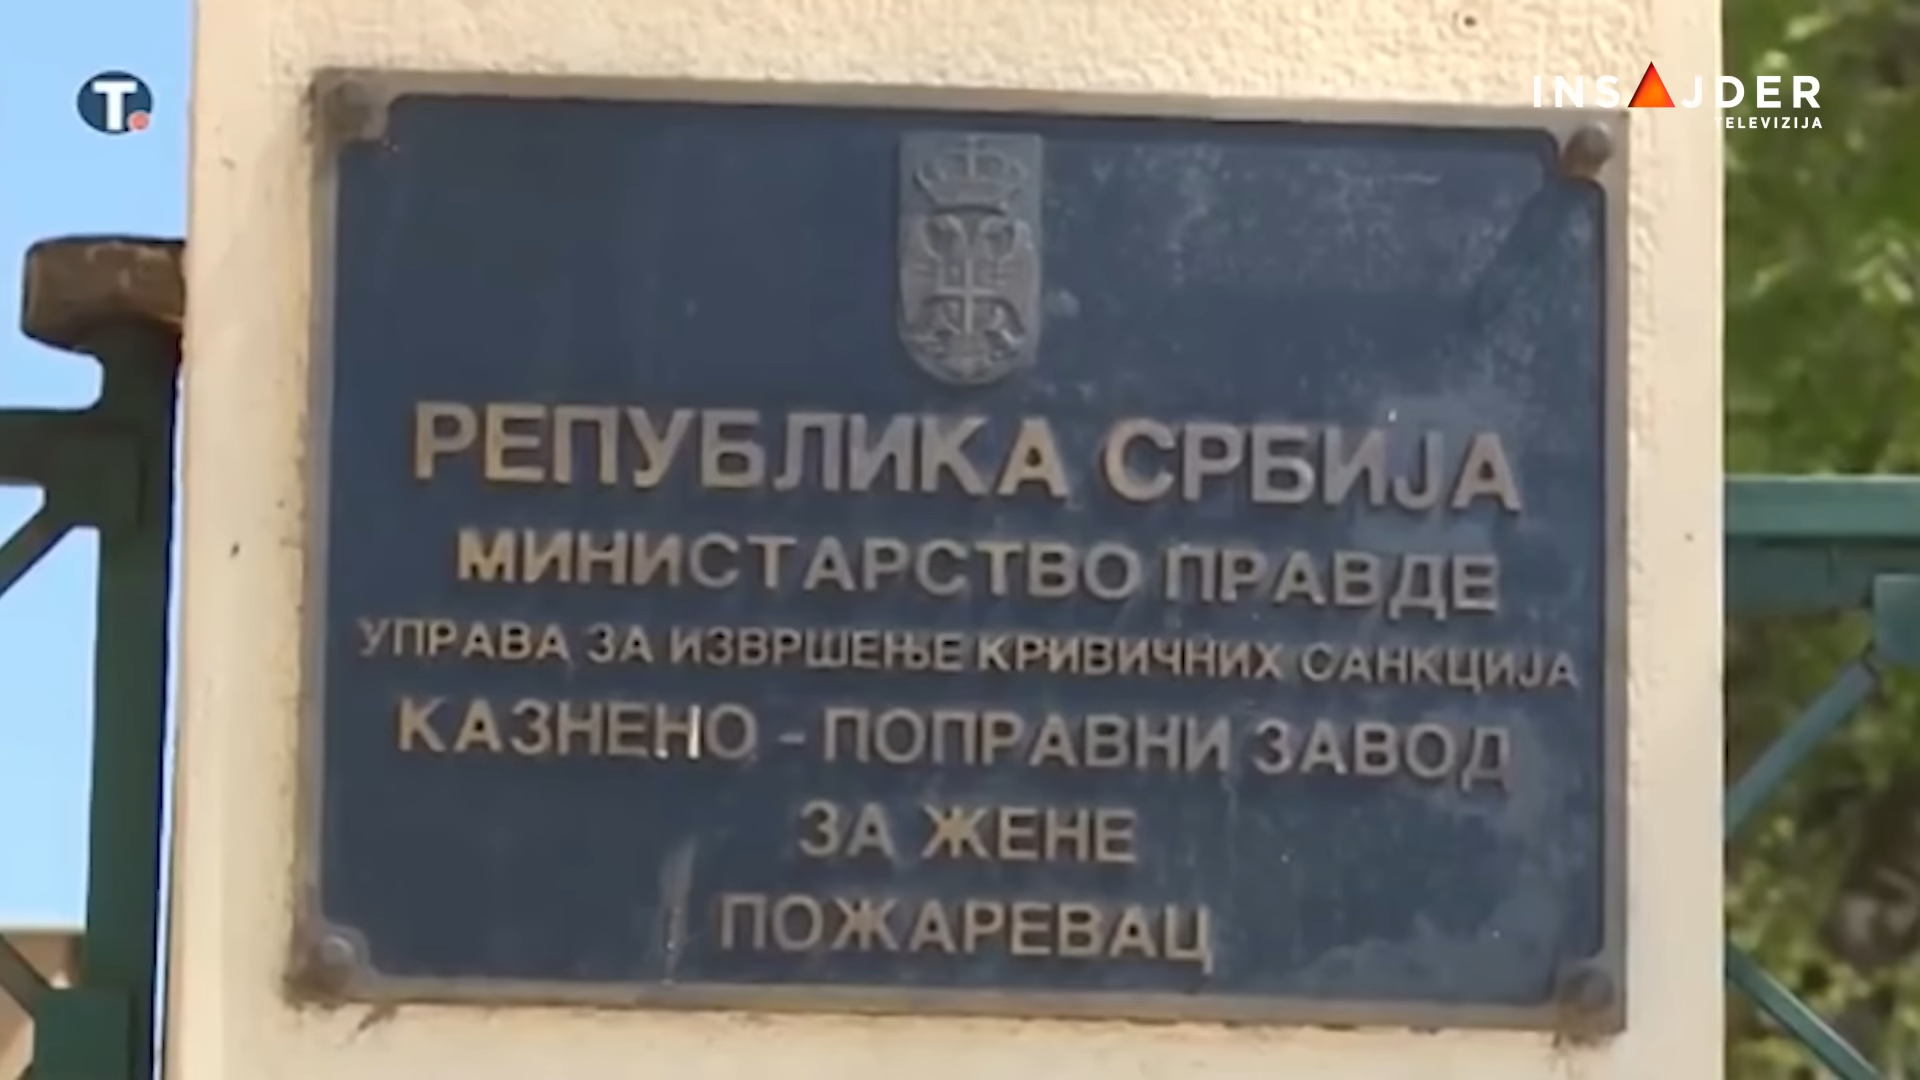 T.
INSAJDER
TELEVIZIJA
РЕПУБЛИКА СРБИЈА
МИНИСТАРСТВО ПРАВДЕ
УПРАВА ЗА ИЗВРШЕЊЕ КРИВИЧНИХ САНКЦИЈА
КАЗНЕНО - ПОПРАВНИ ЗАВОД
ЗА ЖЕНЕ
ПОЖАРЕВАЦ